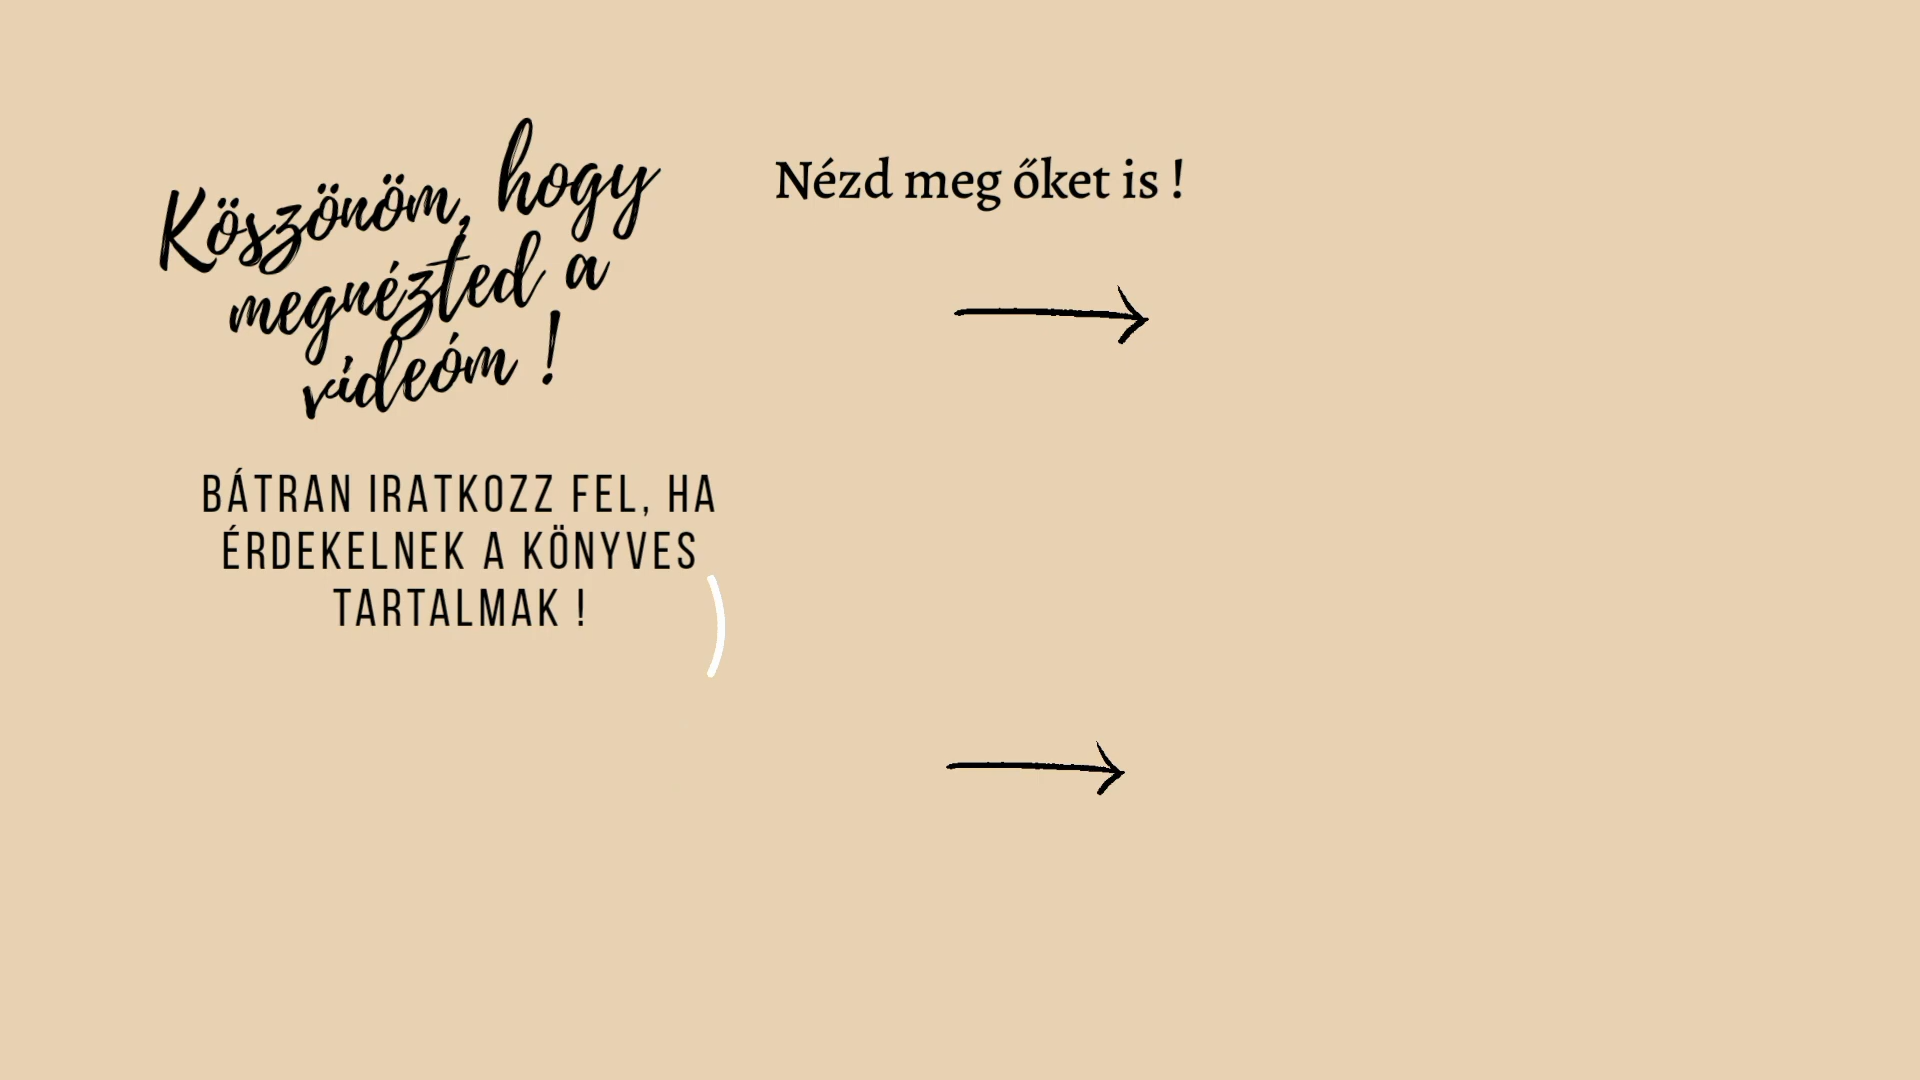 Köszönöm, hogy
megnézted a
videóm !
BÁTRAN IRATKOZZ FEL, HA
ÉRDEKELNEK A KÖNYVES
TARTALMAK !
Nézd meg őket is !